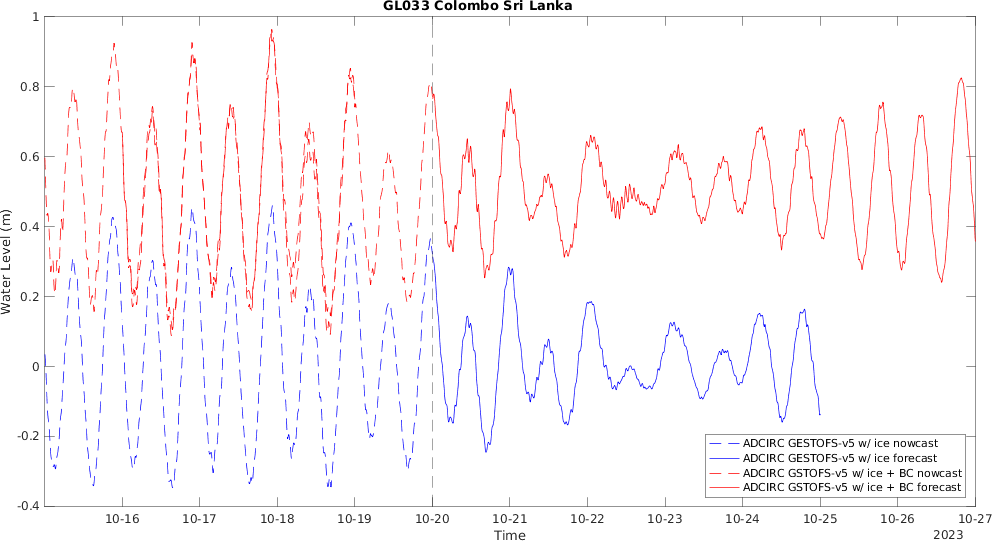 GL033 Colombo Sri Lanka
1
0.8
0.6
0.4
0.2
0
-0.2
-0.4
Water Level (m)
ADCIRC GESTOFS-v5 w/ ice nowcast
ADCIRC GESTOFS-v5 w/ ice forecast
ADCIRC GSTOFS-v5 w/ ice + BC nowcast
ADCIRC GSTOFS-v5 w/ ice + BC forecast
10-16 10-17 10-18 10-19 10-20 10-21 10-22 10-23 10-24 10-25 10-26 10-27
Time
2023